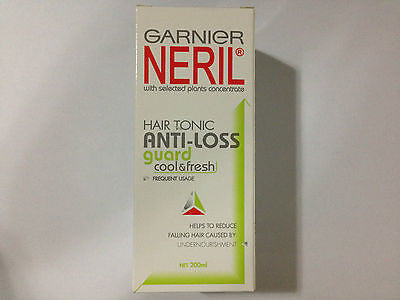 GARNIER
NERIL®
with selected plants concentrate
HAIR TONIC
ANTI-LOSS
guard
cool&fresh
FREQUENT USAGE
HELPS TO REDUCE
FALLING HAIR CAUSED BY
UNDERNOURISHMENT
NET 200ml